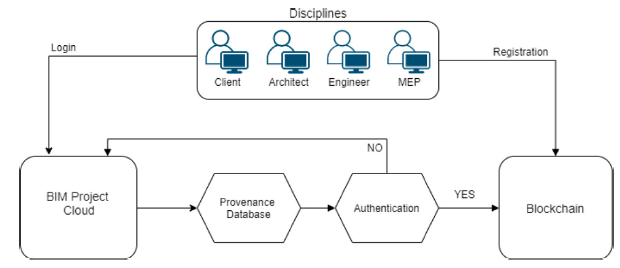 Disciplines
Login
Registration
Client
Architect
Engineer
MEP
NO
BIM Project
Cloud
Provenance
Database
Authentication
YES
Blockchain